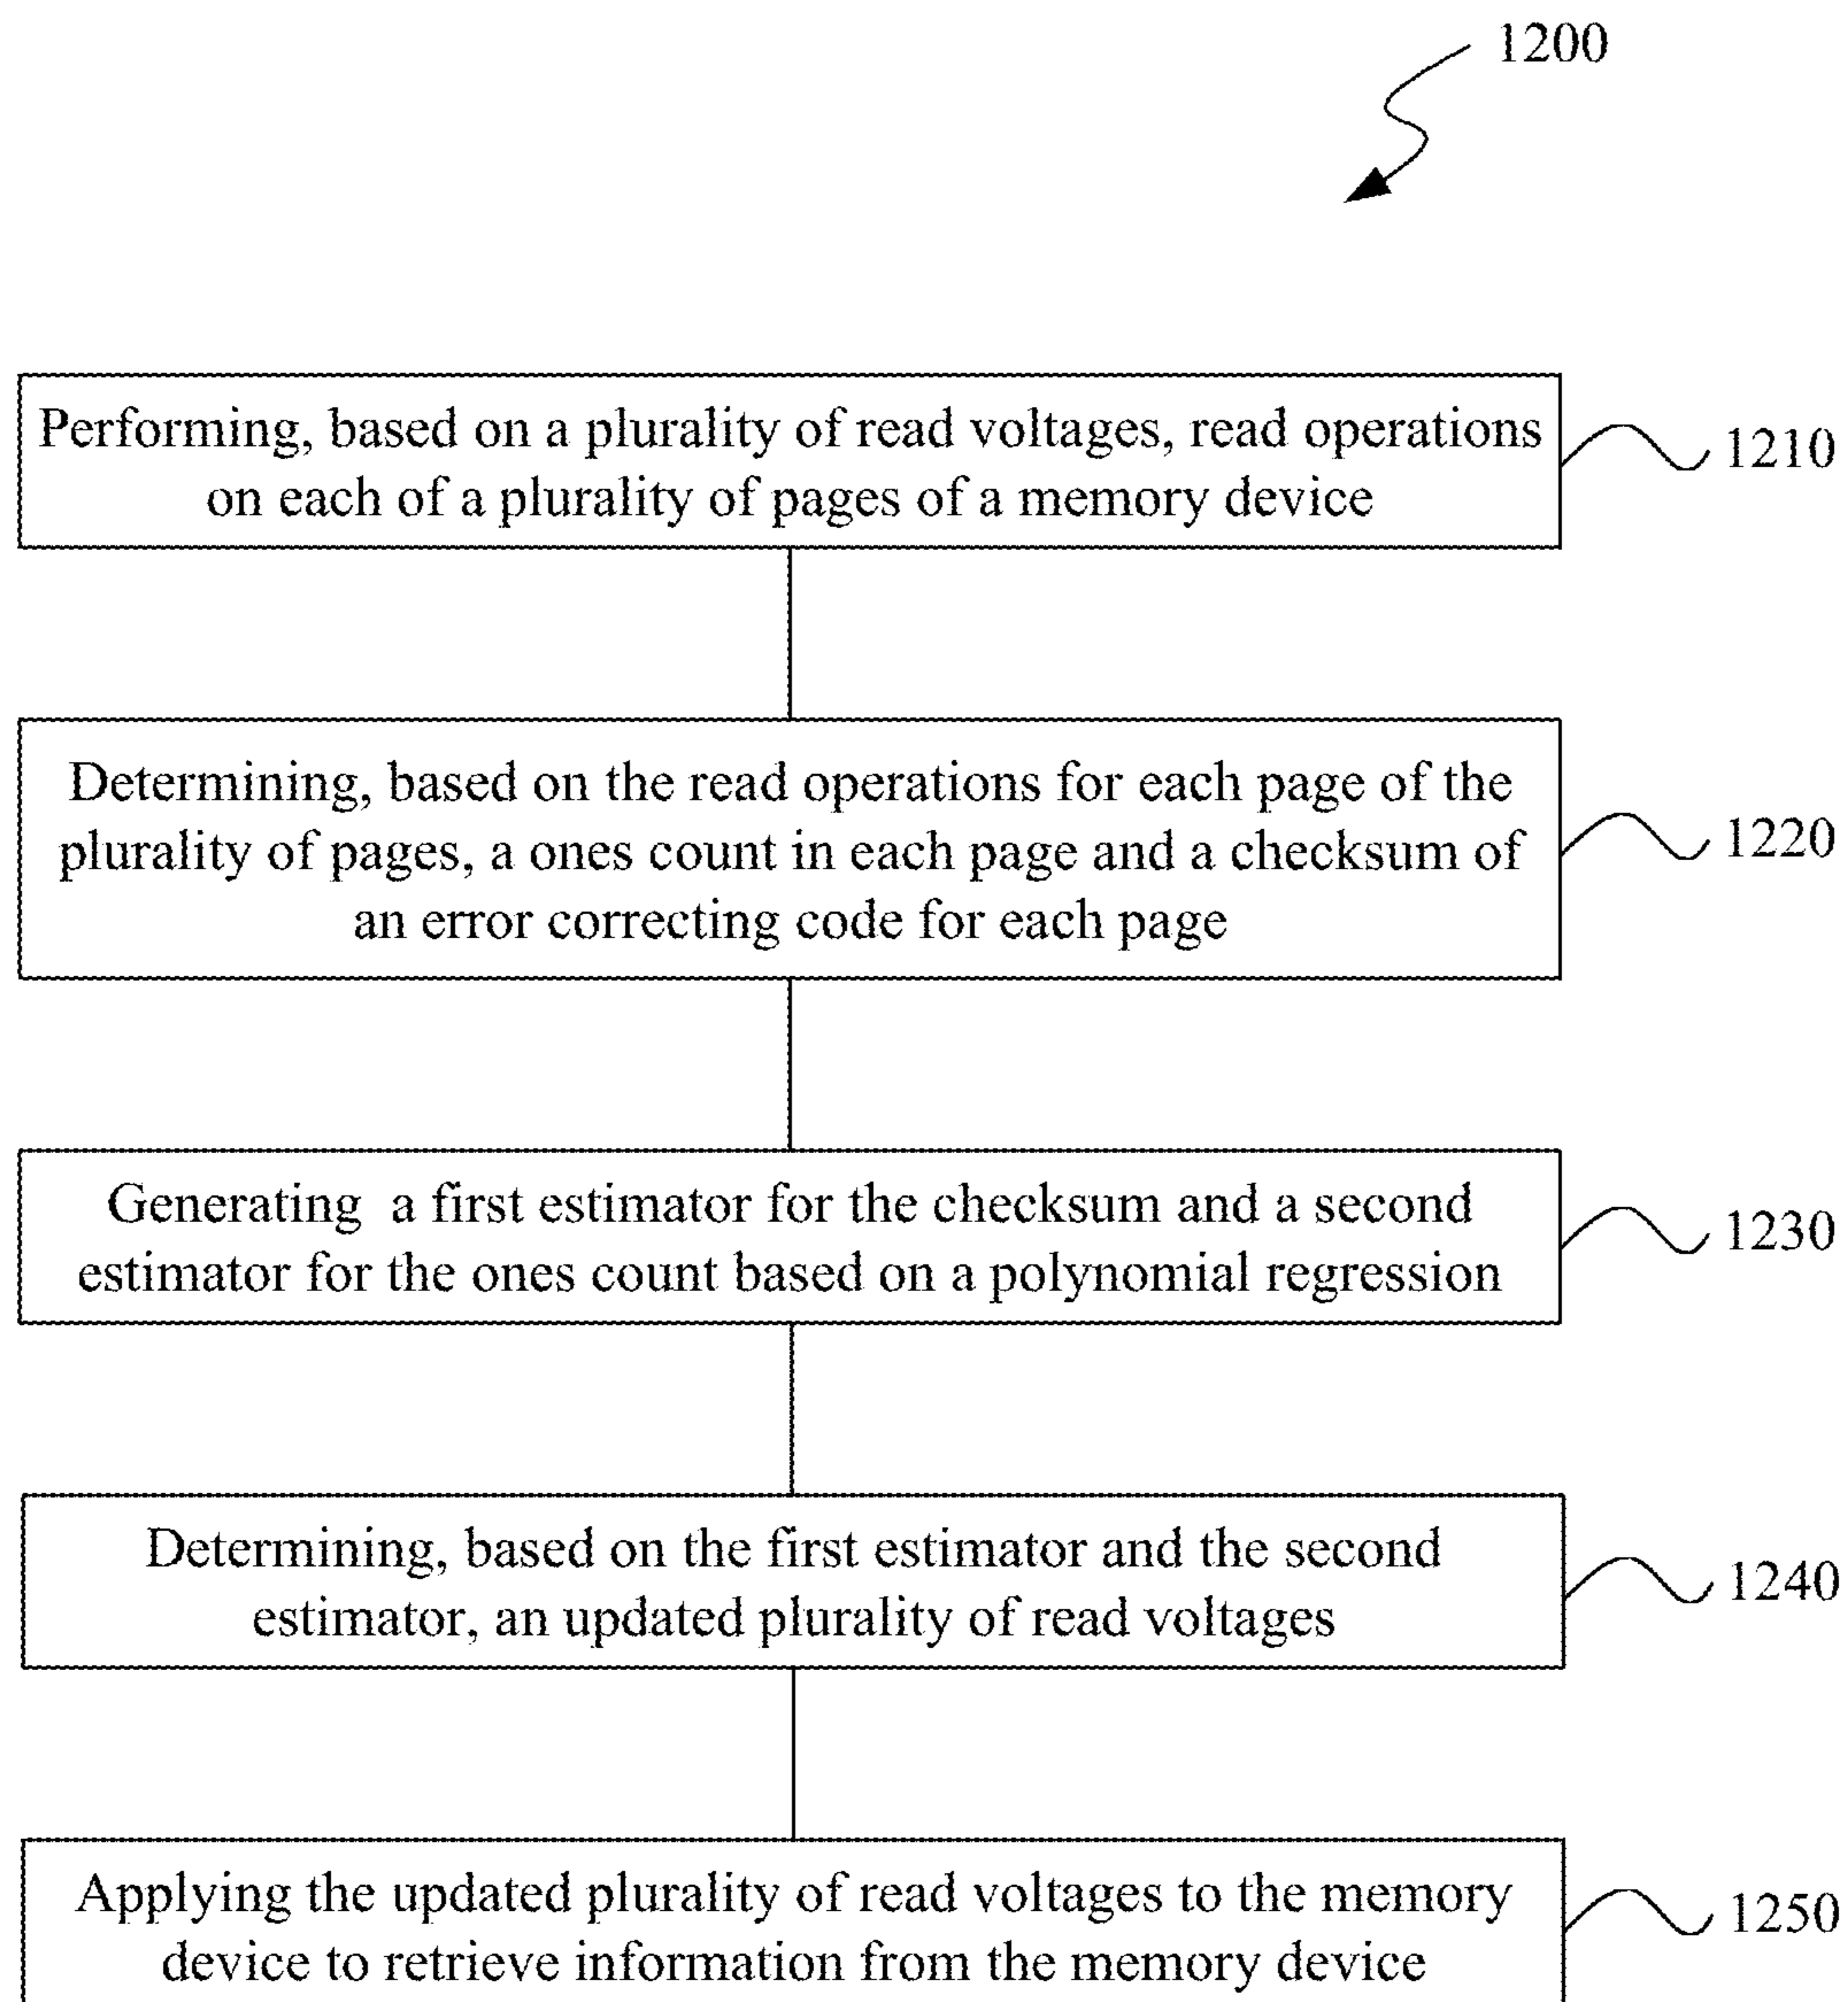 1200
Performing, based on a plurality of read voltages, read operations
on each of a plurality of pages of a memory device
1210
Determining, based on the read operations for each page of the
plurality of pages, a ones count in each page and a checksum of
an error correcting code for each page
1220
Generating a first estimator for the checksum and a second
estimator for the ones count based on a polynomial regression
1230
Determining, based on the first estimator and the second
estimator, an updated plurality of read voltages
1240
Applying the updated plurality of read voltages to the memory
device to retrieve information from the memory device
1250